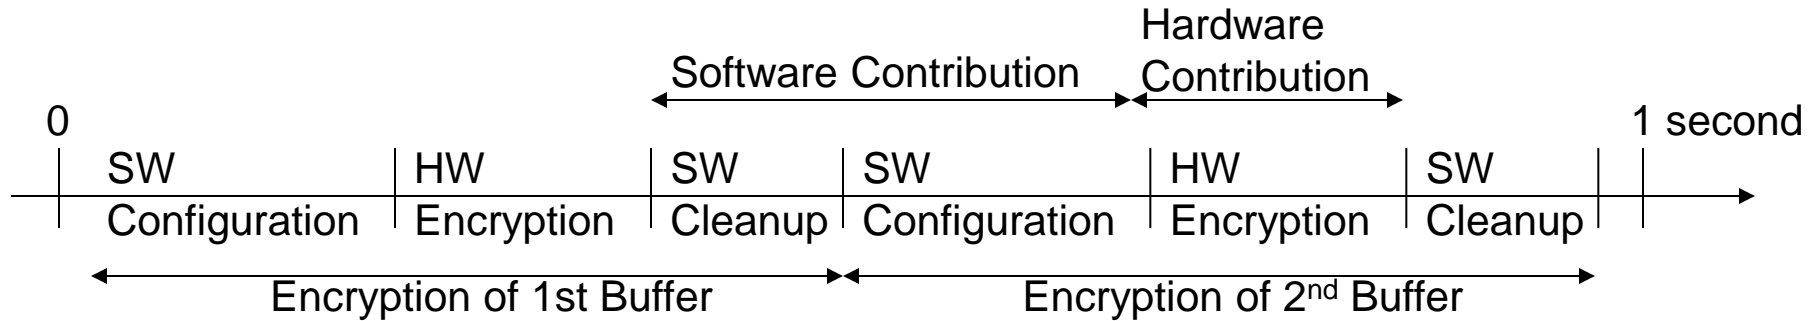 Hardware
Software Contribution Contribution
0 1 second
SW HW SW SW HW SW
Configuration Encryption Cleanup Configuration Encryption Cleanup
Encryption of 1st Buffer Encryption of 2nd Buffer